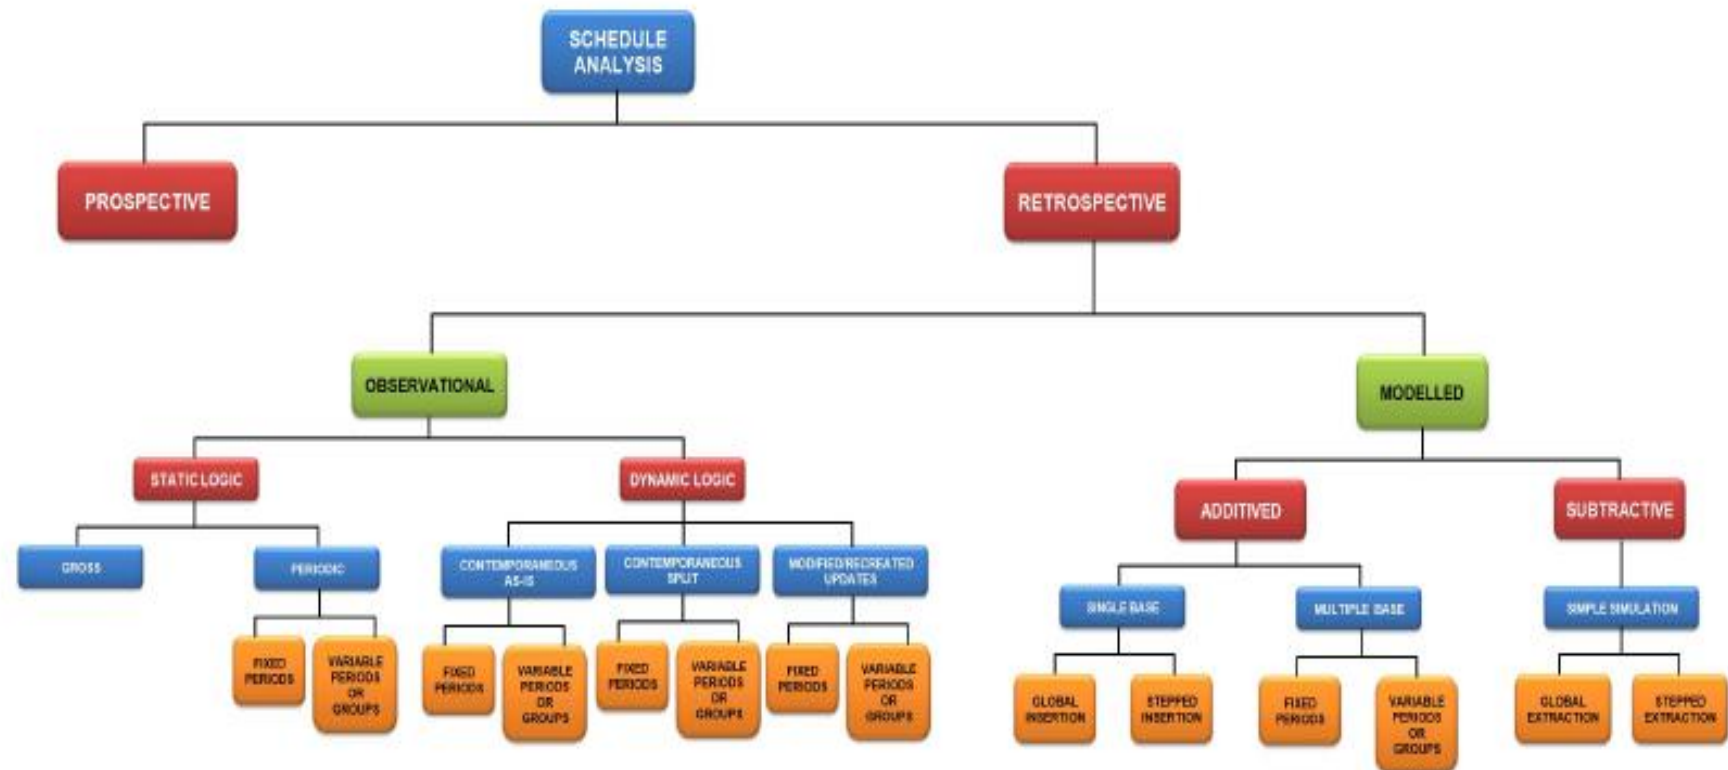 SCHEDULE
ANALYSIS
PROSPECTIVE
RETROSPECTIVE
OBSERVATIONAL
MODELLED
STATIC LOGIC
DYNAMIC LOGIC
ADDITIVED
SUBTRACTIVE
GROSS
PERIODIC
CONTEMPORANEOUS
AS-IS
CONTEMPORANEOUS
SPLIT
MODIFIED/RECREATED
UPDATES
SINGLE BASE
MULTIPLE BASE
SIMPLE SIMULATION
FIXED
PERIODS
VARIABLE
PERIODS
OR
GROUPS
FIXED
PERIODS
VARIABLE
PERIODS
OR
GROUPS
FIXED
PERIODS
VARIABLE
PERIODS
OR
GROUPS
FIXED
PERIODS
VARIABLE
PERIODS
OR
GROUPS
GLOBAL
INSERTION
STEPPED
INSERTION
FIXED
PERIODS
VARIABLE
PERIODS
OR
GROUPS
GLOBAL
EXTRACTION
STEPPED
EXTRACTION